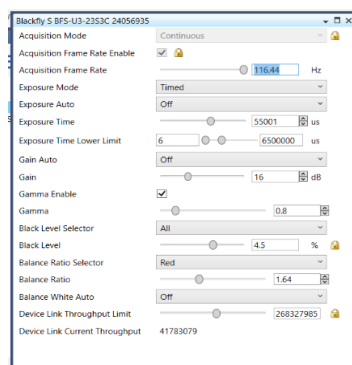 Blackfly S BFS-U3-23S3C 24056935
Acquisition Mode Continuous
Acquisition Frame Rate Enable
Acquisition Frame Rate 116.44 Hz
Exposure Mode Timed
Exposure Auto Off
Exposure Time 55001 us
Exposure Time Lower Limit 6 6500000 us
Gain Auto Off
Gain 16 dB
Gamma Enable
Gamma 0.8
Black Level Selector All
Black Level 4.5 %
Balance Ratio Selector Red
Balance Ratio 1.64
Balance White Auto Off
Device Link Throughput Limit 268327985
Device Link Current Throughput 41783079